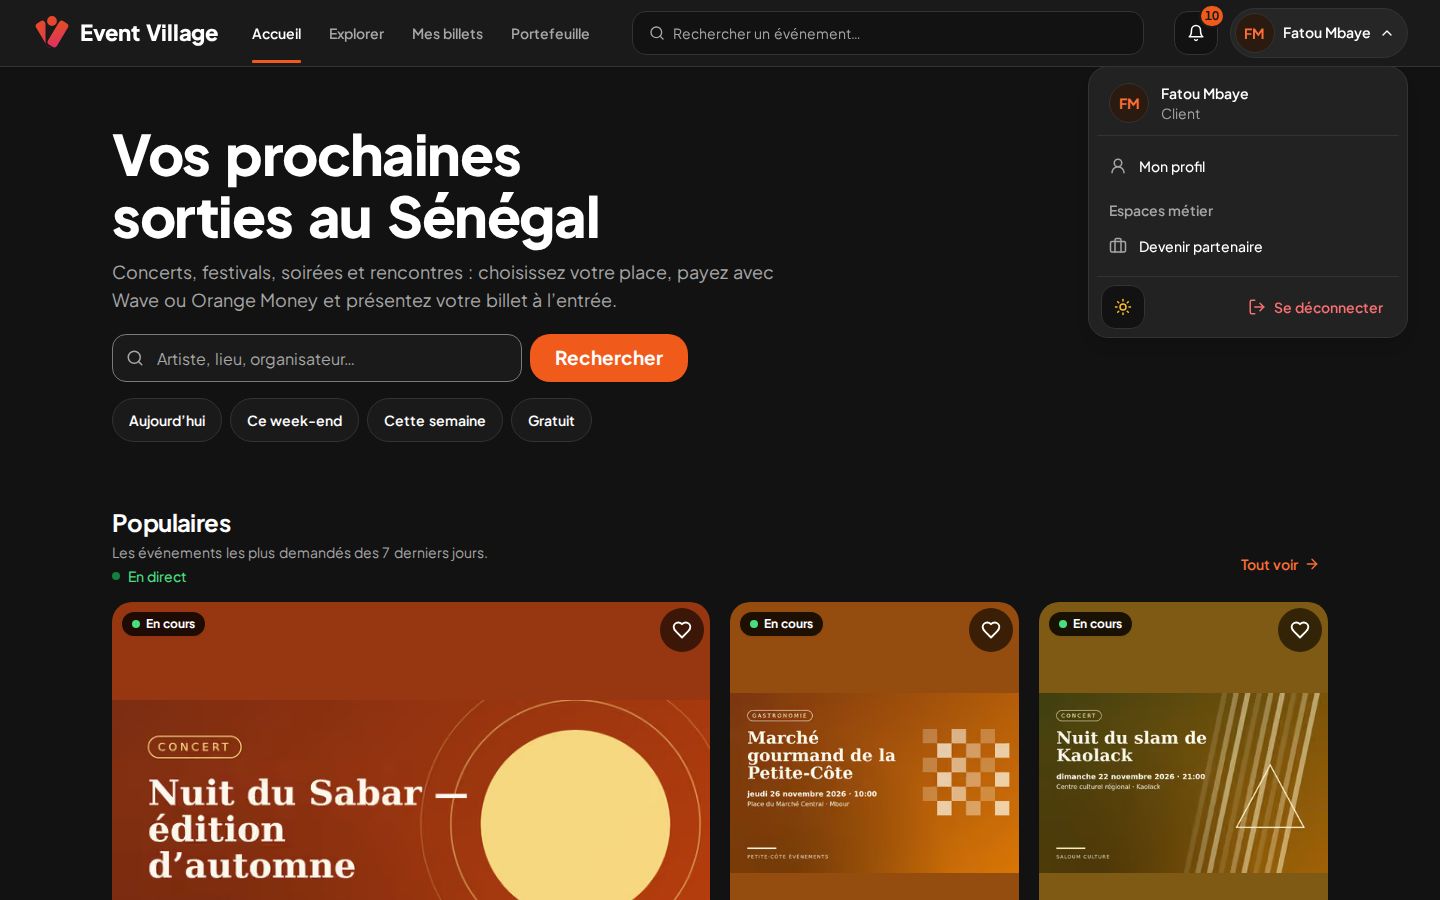 Event Village
Accueil
Explorer
Mes billets
Portefeuille
Rechercher un événement...
10
FM
Fatou Mbaye
FM
Fatou Mbaye
Client
Mon profil
Espaces métier
Devenir partenaire
Se déconnecter
Vos prochaines
sorties au Sénégal
Concerts, festivals, soirées et rencontres : choisissez votre place, payez avec
Wave ou Orange Money et présentez votre billet à l’entrée.
Artiste, lieu, organisateur...
Rechercher
Aujourd’hui
Ce week-end
Cette semaine
Gratuit
Populaires
Les événements les plus demandés des 7 derniers jours.
En direct
Tout voir
En cours
CONCERT
Nuit du Sabar —
édition
d’automne
En cours
GASTRONOMIE
Marché
gourmand de la
Petite-Côte
jeudi 26 novembre 2026 · 10:00
Place du Marché Central · Mbour
PETITE-CÔTE ÉVÉNEMENTS
En cours
CONCERT
Nuit du slam de
Kaolack
dimanche 22 novembre 2026 · 21:00
Centre culturel régional · Kaolack
SALOUM CULTURE